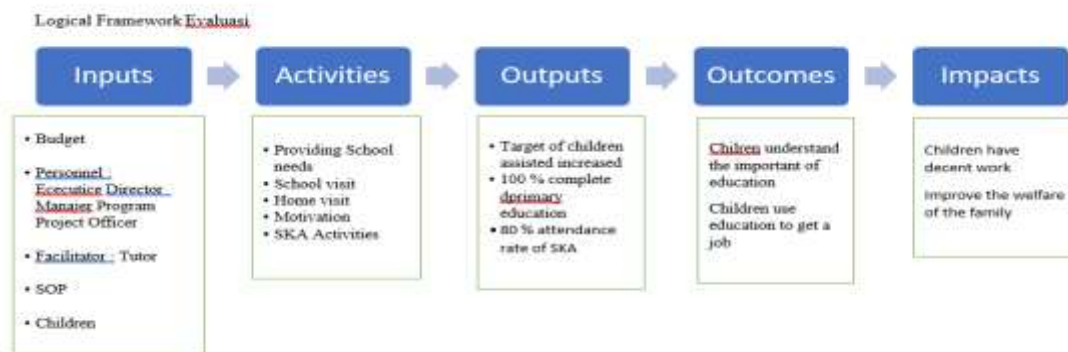 Logical Framework Evaluasi
Inputs
Activities
Outputs
Outcomes
Impacts
• Budget
• Personnel :
Ececutice Director
Manajer Program
Project Officer
• Facilitator : Tutor
• SOP
• Children
• Providing School
needs
• School visit
• Home visit
• Motivation
• SKA Activities
• Target of children
assisted increased
• 100 % complete
dprimary
education
• 80 % attendance
rate of SKA
Chilren understand
the important of
education
Children use
education to get a
job
Children have
decent work
Improve the welfare
of the family